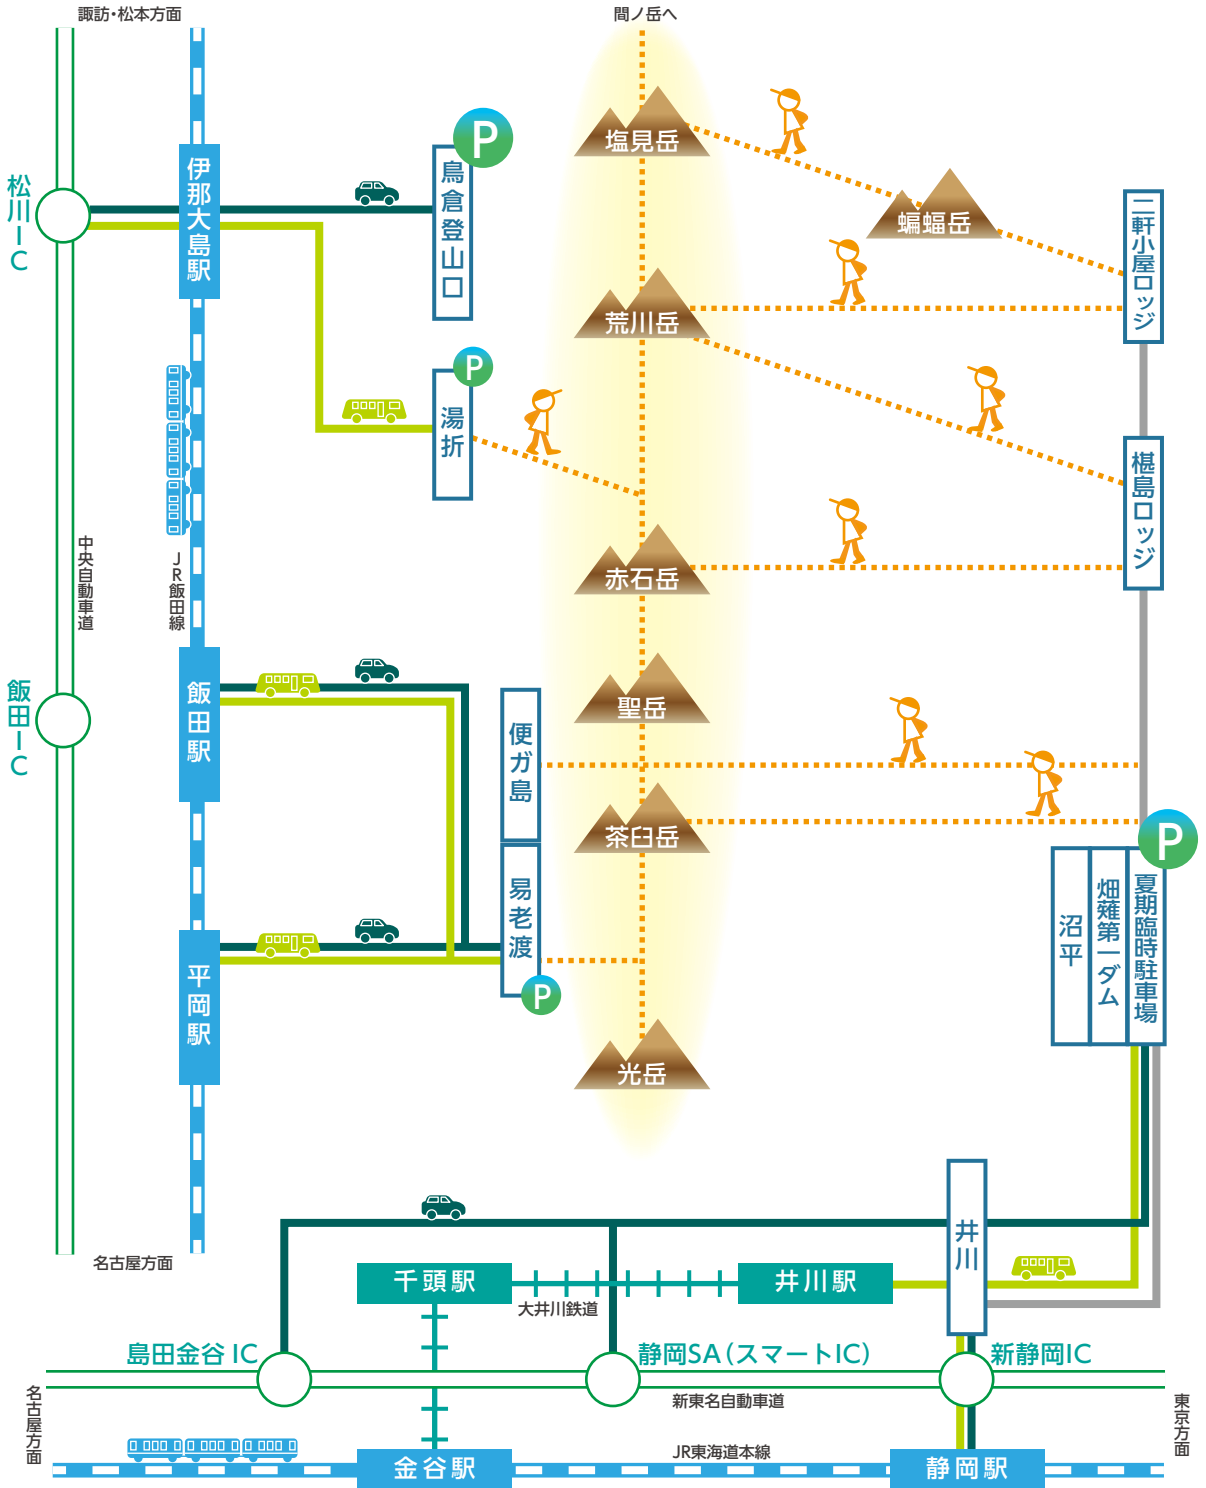 諏訪・松本方面
間ノ岳へ
P
塩見岳
伊那大島駅
鳥倉登山口
松川IC
蝙蝠岳
二軒小屋ロッジ
荒川岳
P
湯折
椹島ロッジ
中央自動車道
JR飯田線
赤石岳
飯田IC
飯田駅
聖岳
便ガ島
茶臼岳
P
易老渡
P
平岡駅
沼平
畑薙第一ダム
夏期臨時駐車場
光岳
井川
名古屋方面
千頭駅
大井川鉄道
井川駅
島田金谷IC
静岡SA（スマートIC）
新静岡IC
名古屋方面
新東名自動車道
東京方面
JR東海道本線
金谷駅
静岡駅